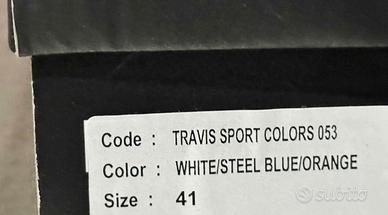 Code : TRAVIS SPORT COLORS 053
Color : WHITE/STEEL BLUE/ORANGE
Size : 41
subito